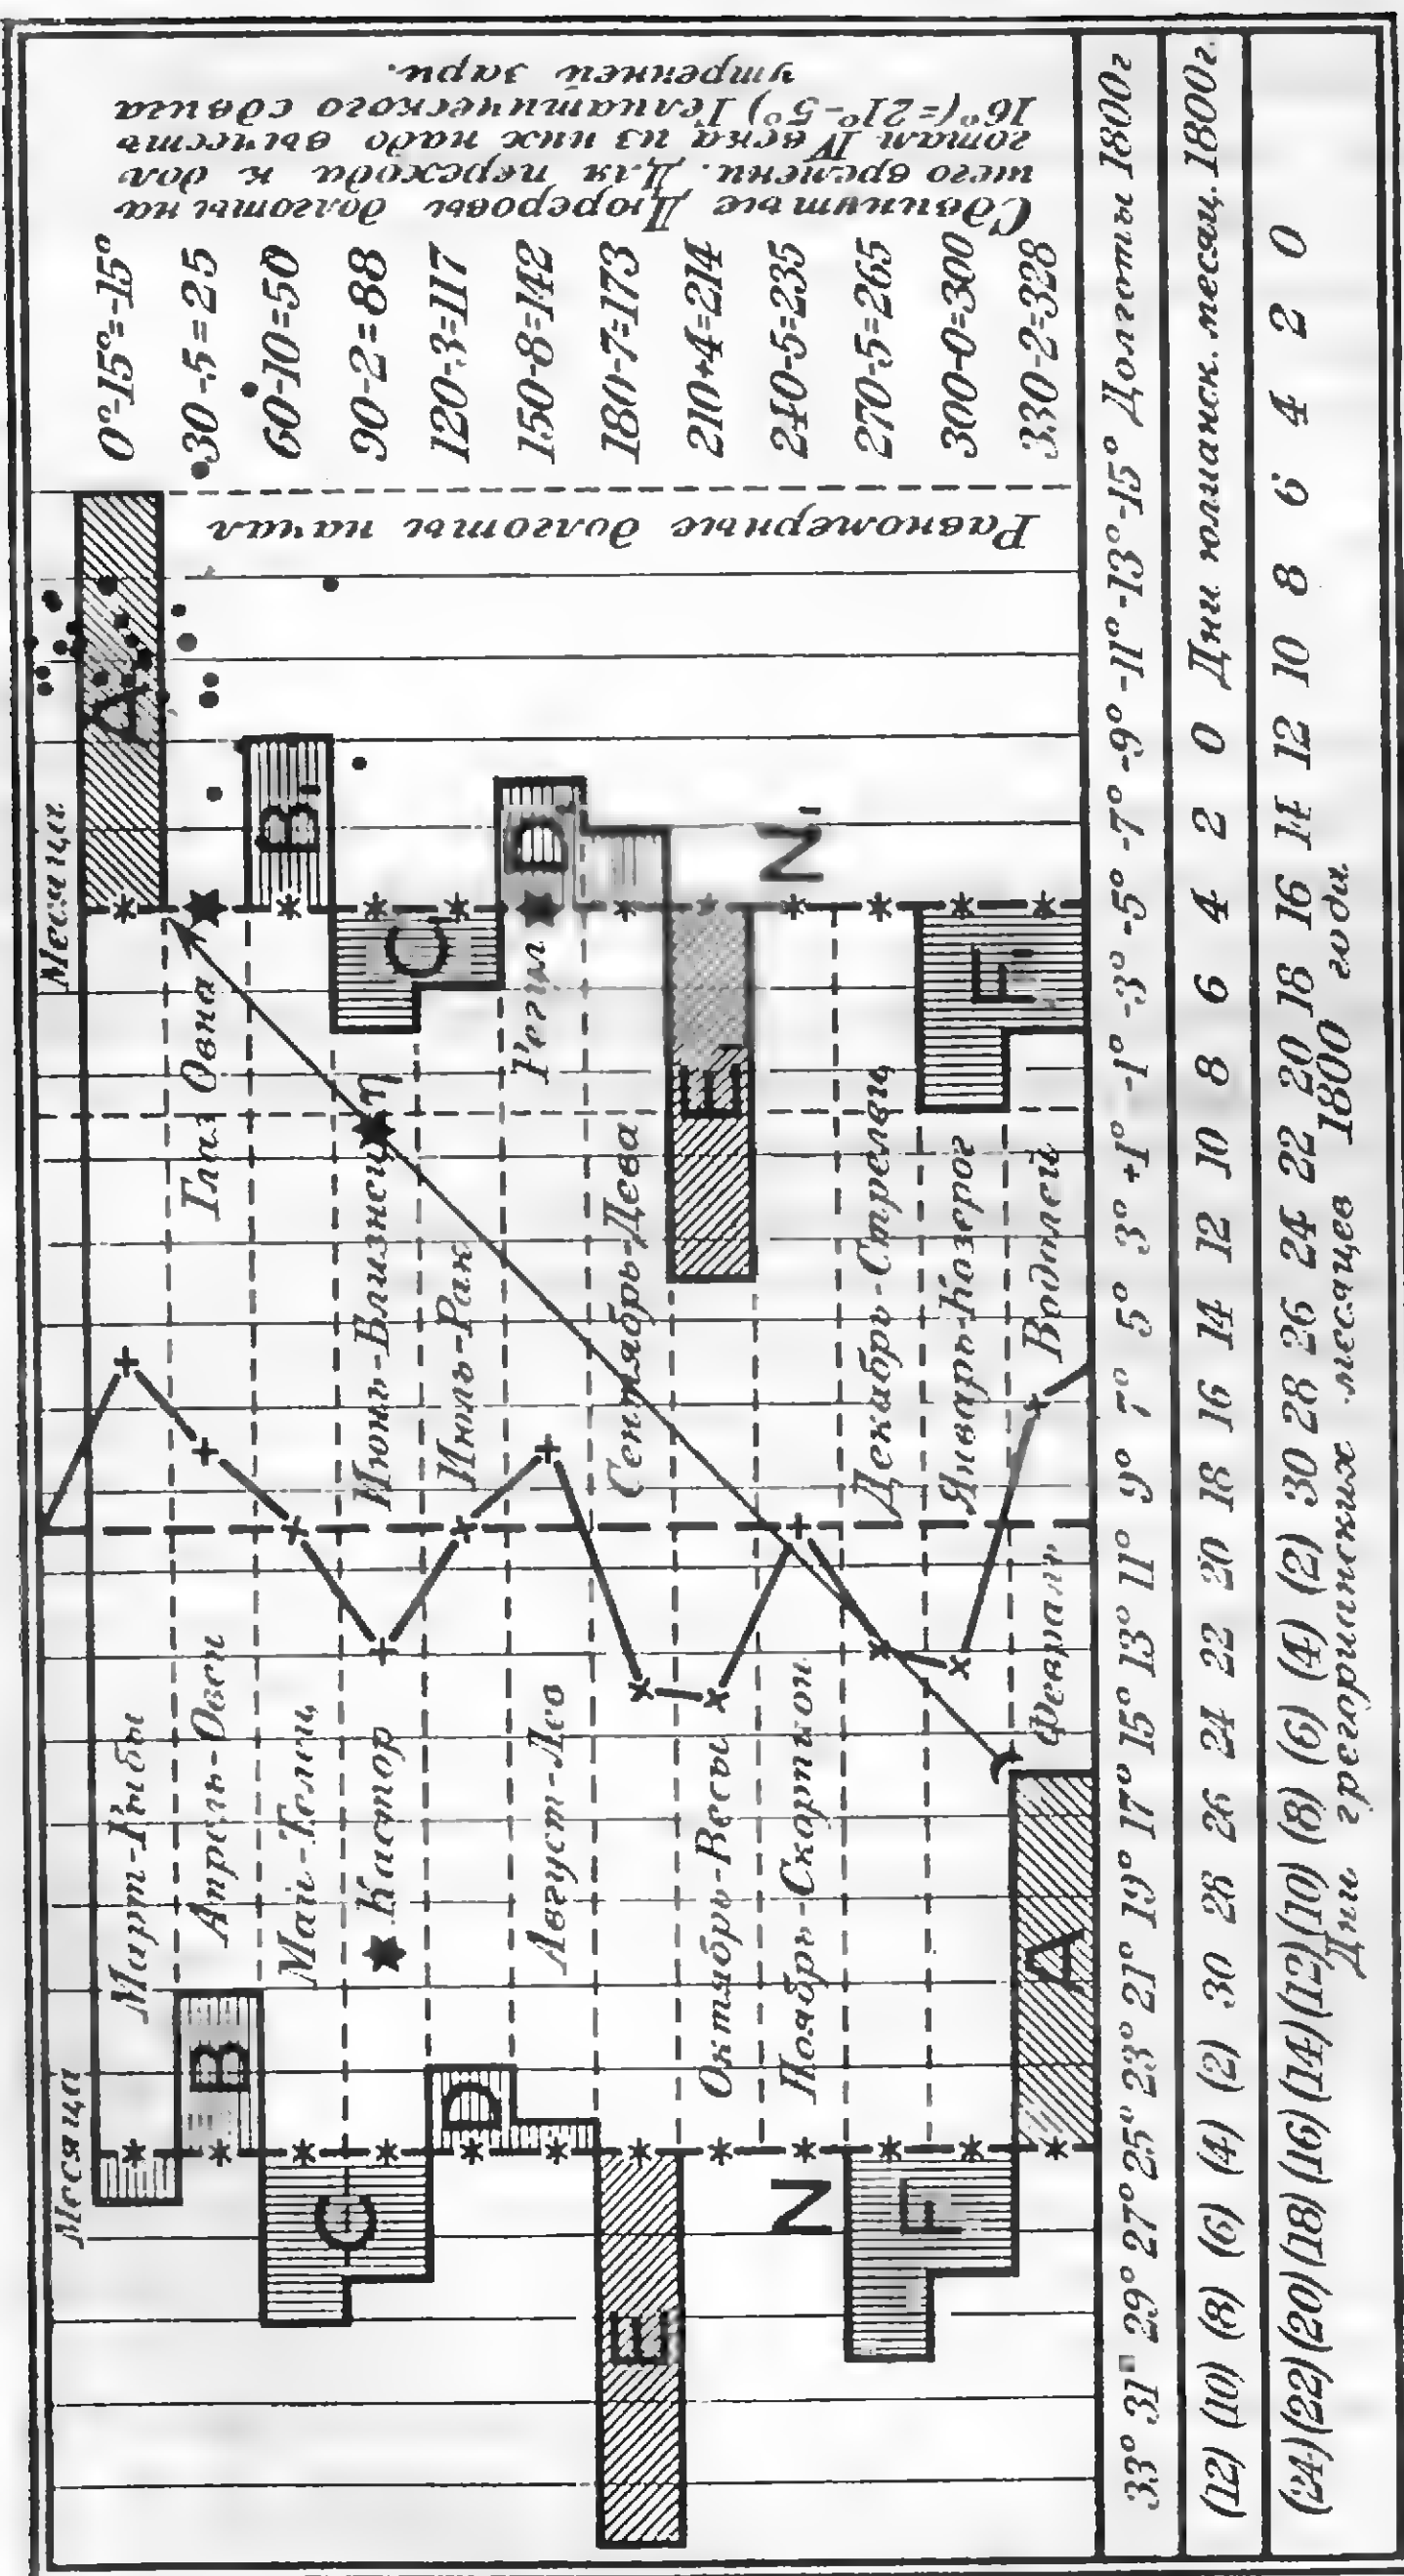 Сдвинутые Дюреровы долготы на
шего времени. Для перехода к дол
готам IV века из них надо вычесть
16° (=21°-5°) Гелиатического сдвига
утренней зари.
0°-15°=-15°
30-5=25
60-10=50
90-2=88
120-3=117
150-8=142
180-7=173
210+4=214
240-5=235
270-5=265
300-0=300
330-2=328
Равномерные долготы начал
Месяца
Месяца
A
B
C
D
E
F
N
A
B
C
D
E
F
N
Глаз Овна
Регул
η
Кастор
Март-Рыбы
Апрель-Овен
Май-Телец
Июнь-Близнецы
Июль-Рак
Август-Лев
Сентябрь-Дева
Октябрь-Весы
Ноябрь-Скорпион
Декабрь-Стрелец
Январь-Козерог
Февраль Водолей
33° 31° 29° 27° 25° 23° 21° 19° 17° 15° 13° 11° 9° 7° 5° 3° +1° -1° -3° -5° -7° -9° -11° -13° -15° Долготы 1800г
(12) (10) (8) (6) (4) (2) 30 28 26 24 22 20 18 16 14 12 10 8 6 4 2 0 Дни юлианск. месяц. 1800г.
(24) (22) (20) (18) (16) (14) (12) (10) (8) (6) (4) (2) 30 28 26 24 22 20 18 16 14 12 10 8 6 4 2 0
Дни грегорианских месяцев 1800 года